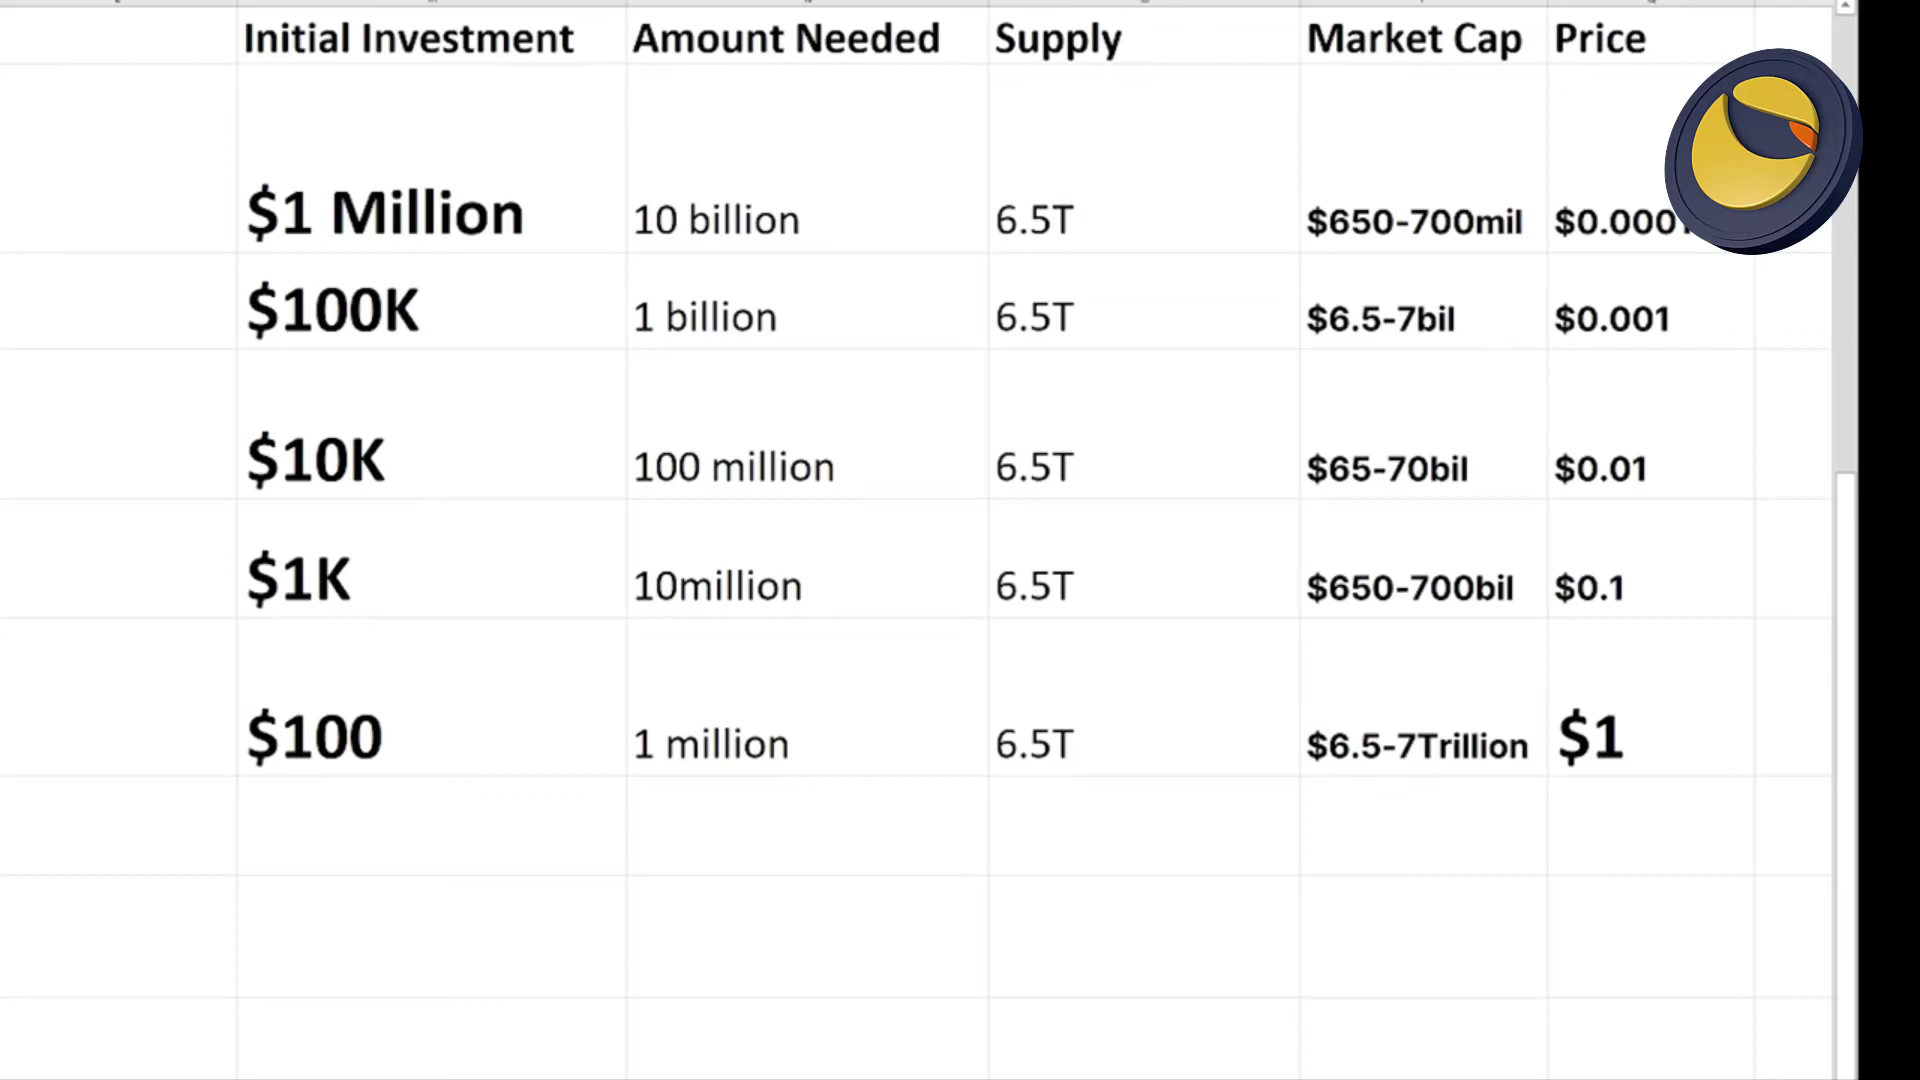 Initial Investment Amount Needed Supply Market Cap Price
$1 Million 10 billion 6.5T $650-700mil $0.0001
$100K 1 billion 6.5T $6.5-7bil $0.001
$10K 100 million 6.5T $65-70bil $0.01
$1K 10million 6.5T $650-700bil $0.1
$100 1 million 6.5T $6.5-7Trillion $1